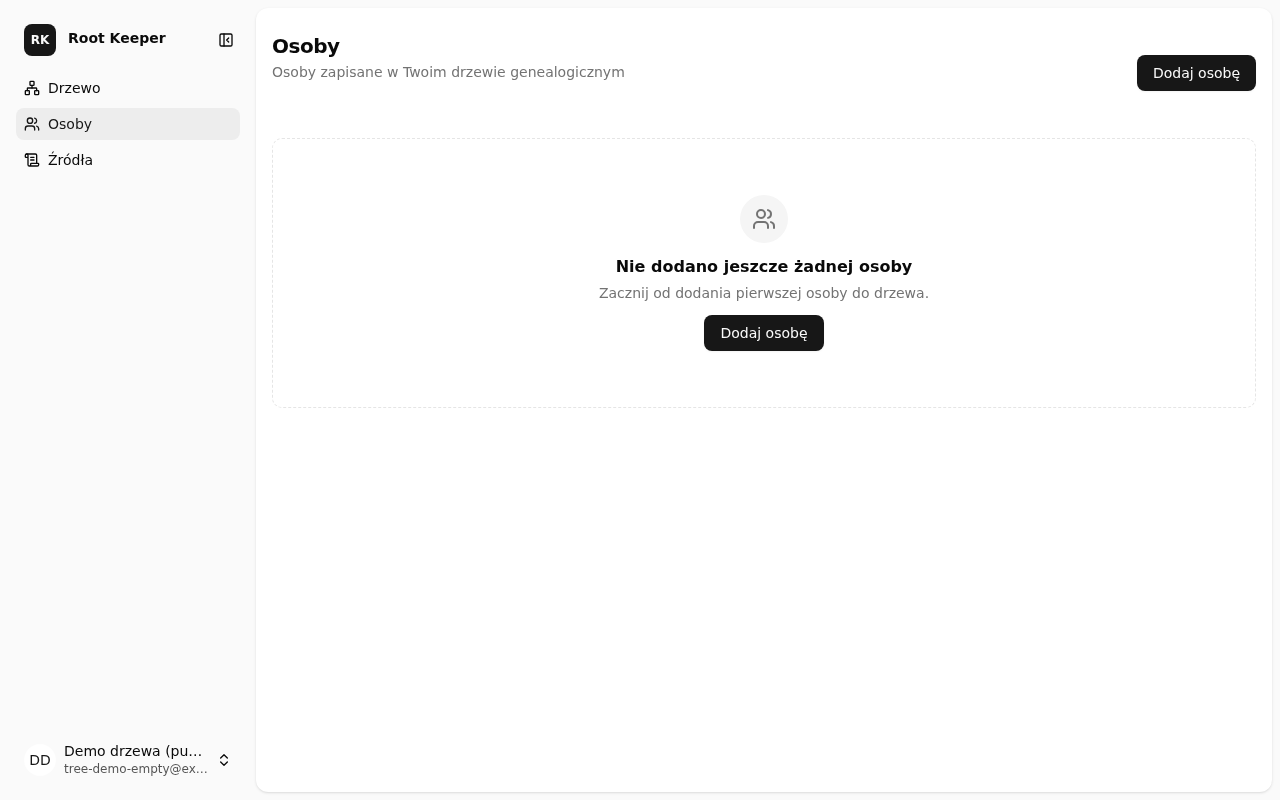 RK
Root Keeper
Drzewo
Osoby
Źródła
DD
Demo drzewa (pu...
tree-demo-empty@ex...
Osoby
Osoby zapisane w Twoim drzewie genealogicznym
Dodaj osobę
Nie dodano jeszcze żadnej osoby
Zacznij od dodania pierwszej osoby do drzewa.
Dodaj osobę